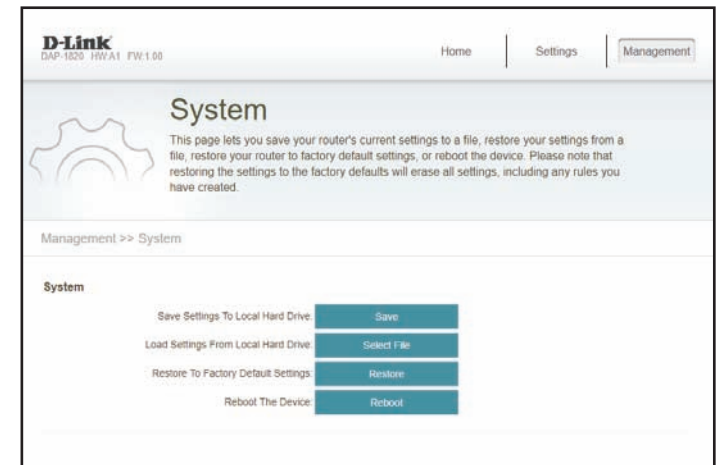 D-Link
DAP-1820 HW:A1 FW:1.00
Home
Settings
Management
System
This page lets you save your router's current settings to a file, restore your settings from a
file, restore your router to factory default settings, or reboot the device. Please note that
restoring the settings to the factory defaults will erase all settings, including any rules you
have created.
Management >> System
System
Save Settings To Local Hard Drive:
Save
Load Settings From Local Hard Drive:
Select File
Restore To Factory Default Settings:
Restore
Reboot The Device:
Reboot